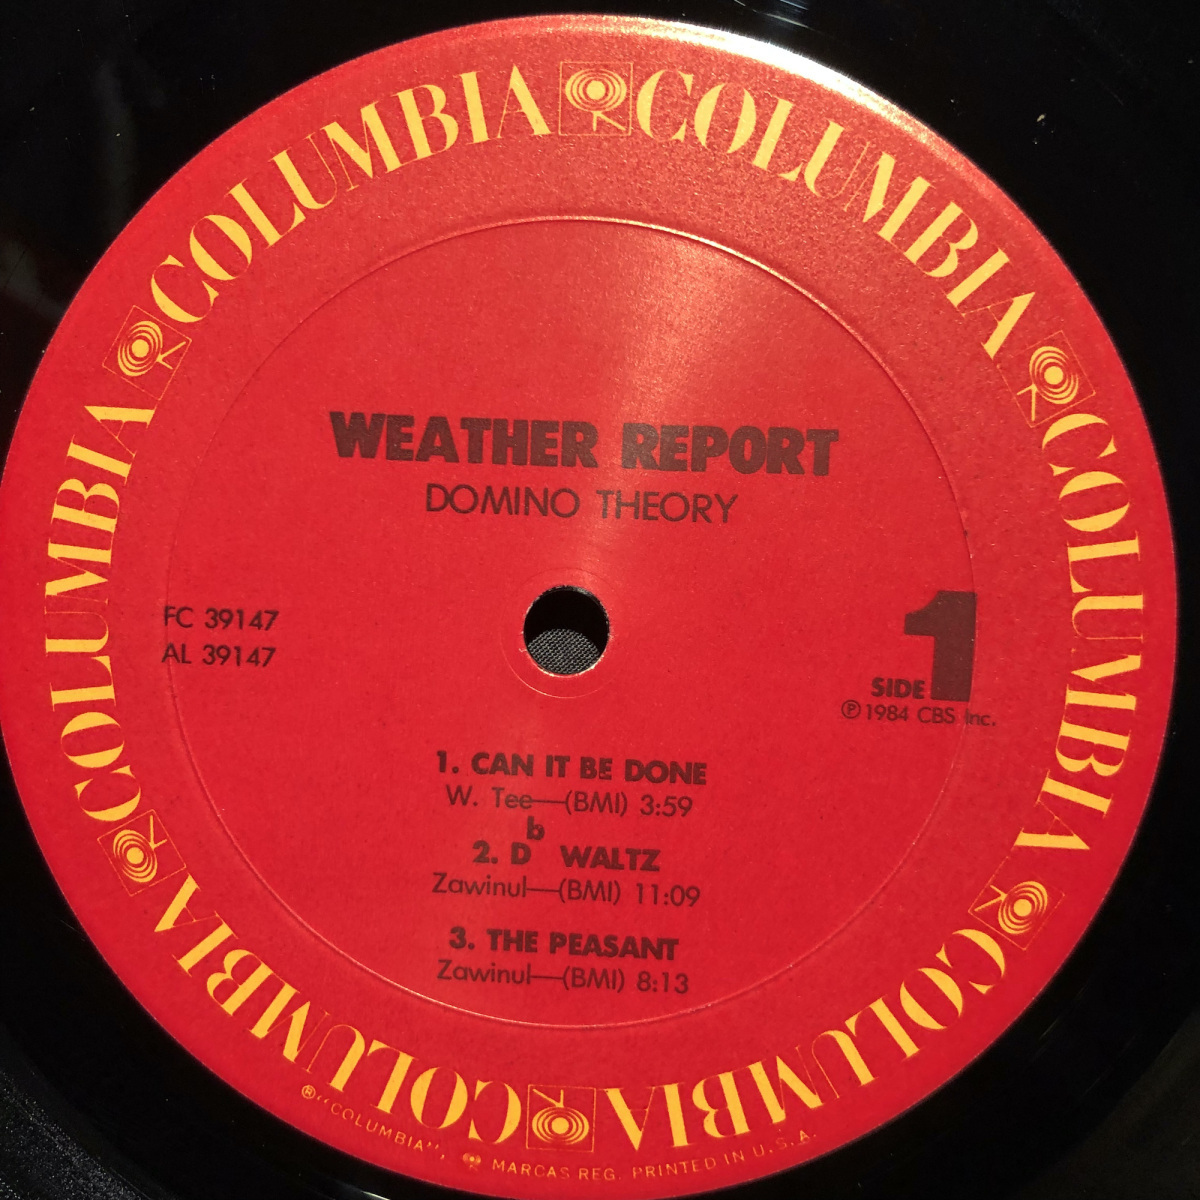 COLUMBIA COLUMBIA COLUMBIA COLUMBIA COLUMBIA COLUMBIA
WEATHER REPORT
DOMINO THEORY
FC 39147
AL 39147
1
SIDE
℗ 1984 CBS Inc.
1. CAN IT BE DONE
W. Tee—(BMI) 3:59
b
2. D WALTZ
Zawinul—(BMI) 11:09
3. THE PEASANT
Zawinul—(BMI) 8:13
® "COLUMBIA", MARCAS REG. PRINTED IN U.S.A.